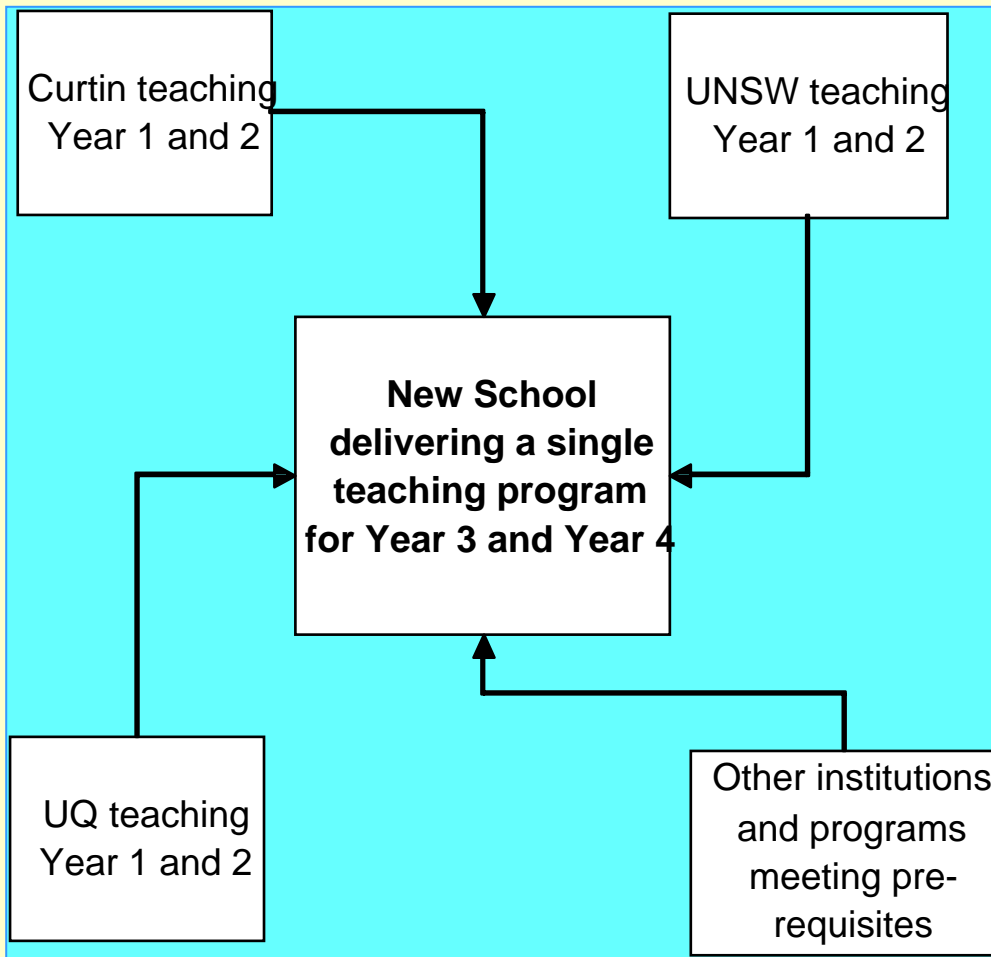 Curtin teaching
Year 1 and 2
UNSW teaching
Year 1 and 2
New School
delivering a single
teaching program
for Year 3 and Year 4
UQ teaching
Year 1 and 2
Other institutions
and programs
meeting pre-
requisites